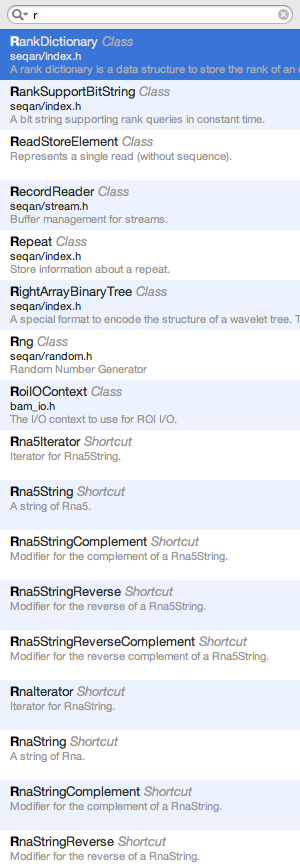 r
RankDictionary Class
seqan/index.h
A rank dictionary is a data structure to store the rank of an
RankSupportBitString Class
seqan/index.h
A bit string supporting rank queries in constant time.
ReadStoreElement Class
Represents a single read (without sequence).
RecordReader Class
seqan/stream.h
Buffer management for streams.
Repeat Class
seqan/index.h
Store information about a repeat.
RightArrayBinaryTree Class
seqan/index.h
A special format to encode the structure of a wavelet tree. T
Rng Class
seqan/random.h
Random Number Generator
RoiIOContext Class
bam_io.h
The I/O context to use for ROI I/O.
Rna5Iterator Shortcut
Iterator for Rna5String.
Rna5String Shortcut
A string of Rna5.
Rna5StringComplement Shortcut
Modifier for the complement of a Rna5String.
Rna5StringReverse Shortcut
Modifier for the reverse of a Rna5String.
Rna5StringReverseComplement Shortcut
Modifier for the reverse complement of a Rna5String.
RnaIterator Shortcut
Iterator for RnaString.
RnaString Shortcut
A string of Rna.
RnaStringComplement Shortcut
Modifier for the complement of a RnaString.
RnaStringReverse Shortcut
Modifier for the reverse of a RnaString.